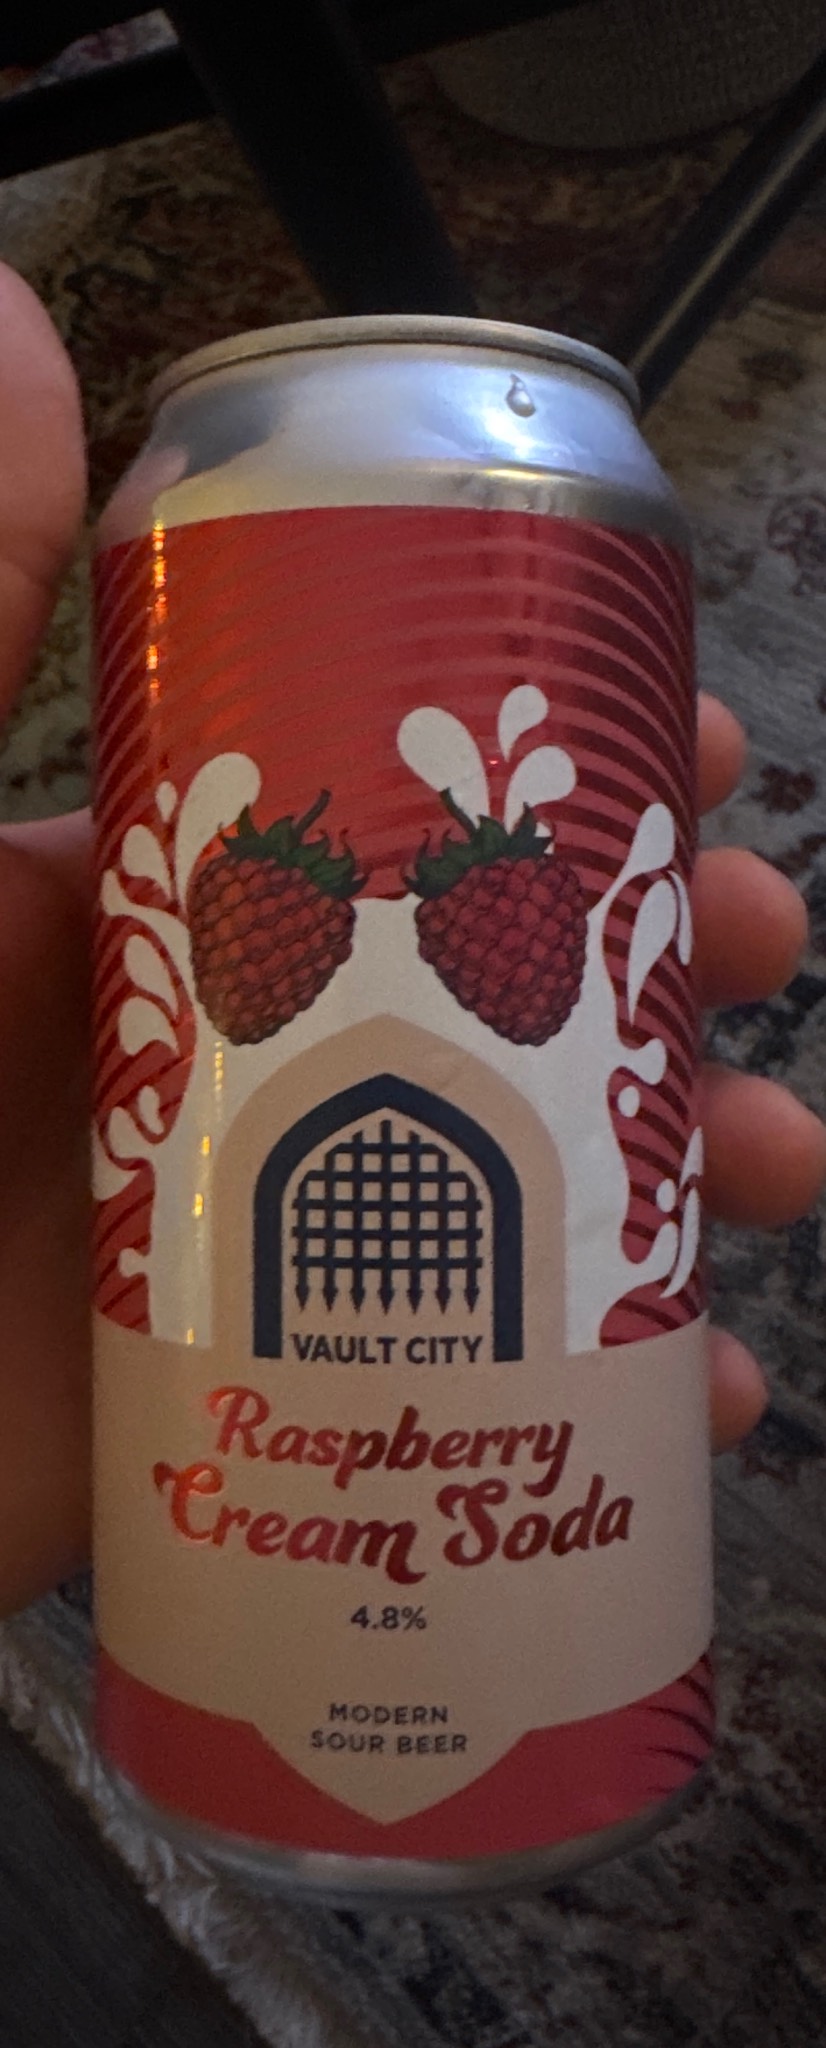 VAULT CITY
Raspberry
Cream Soda
4.8%
MODERN
SOUR BEER